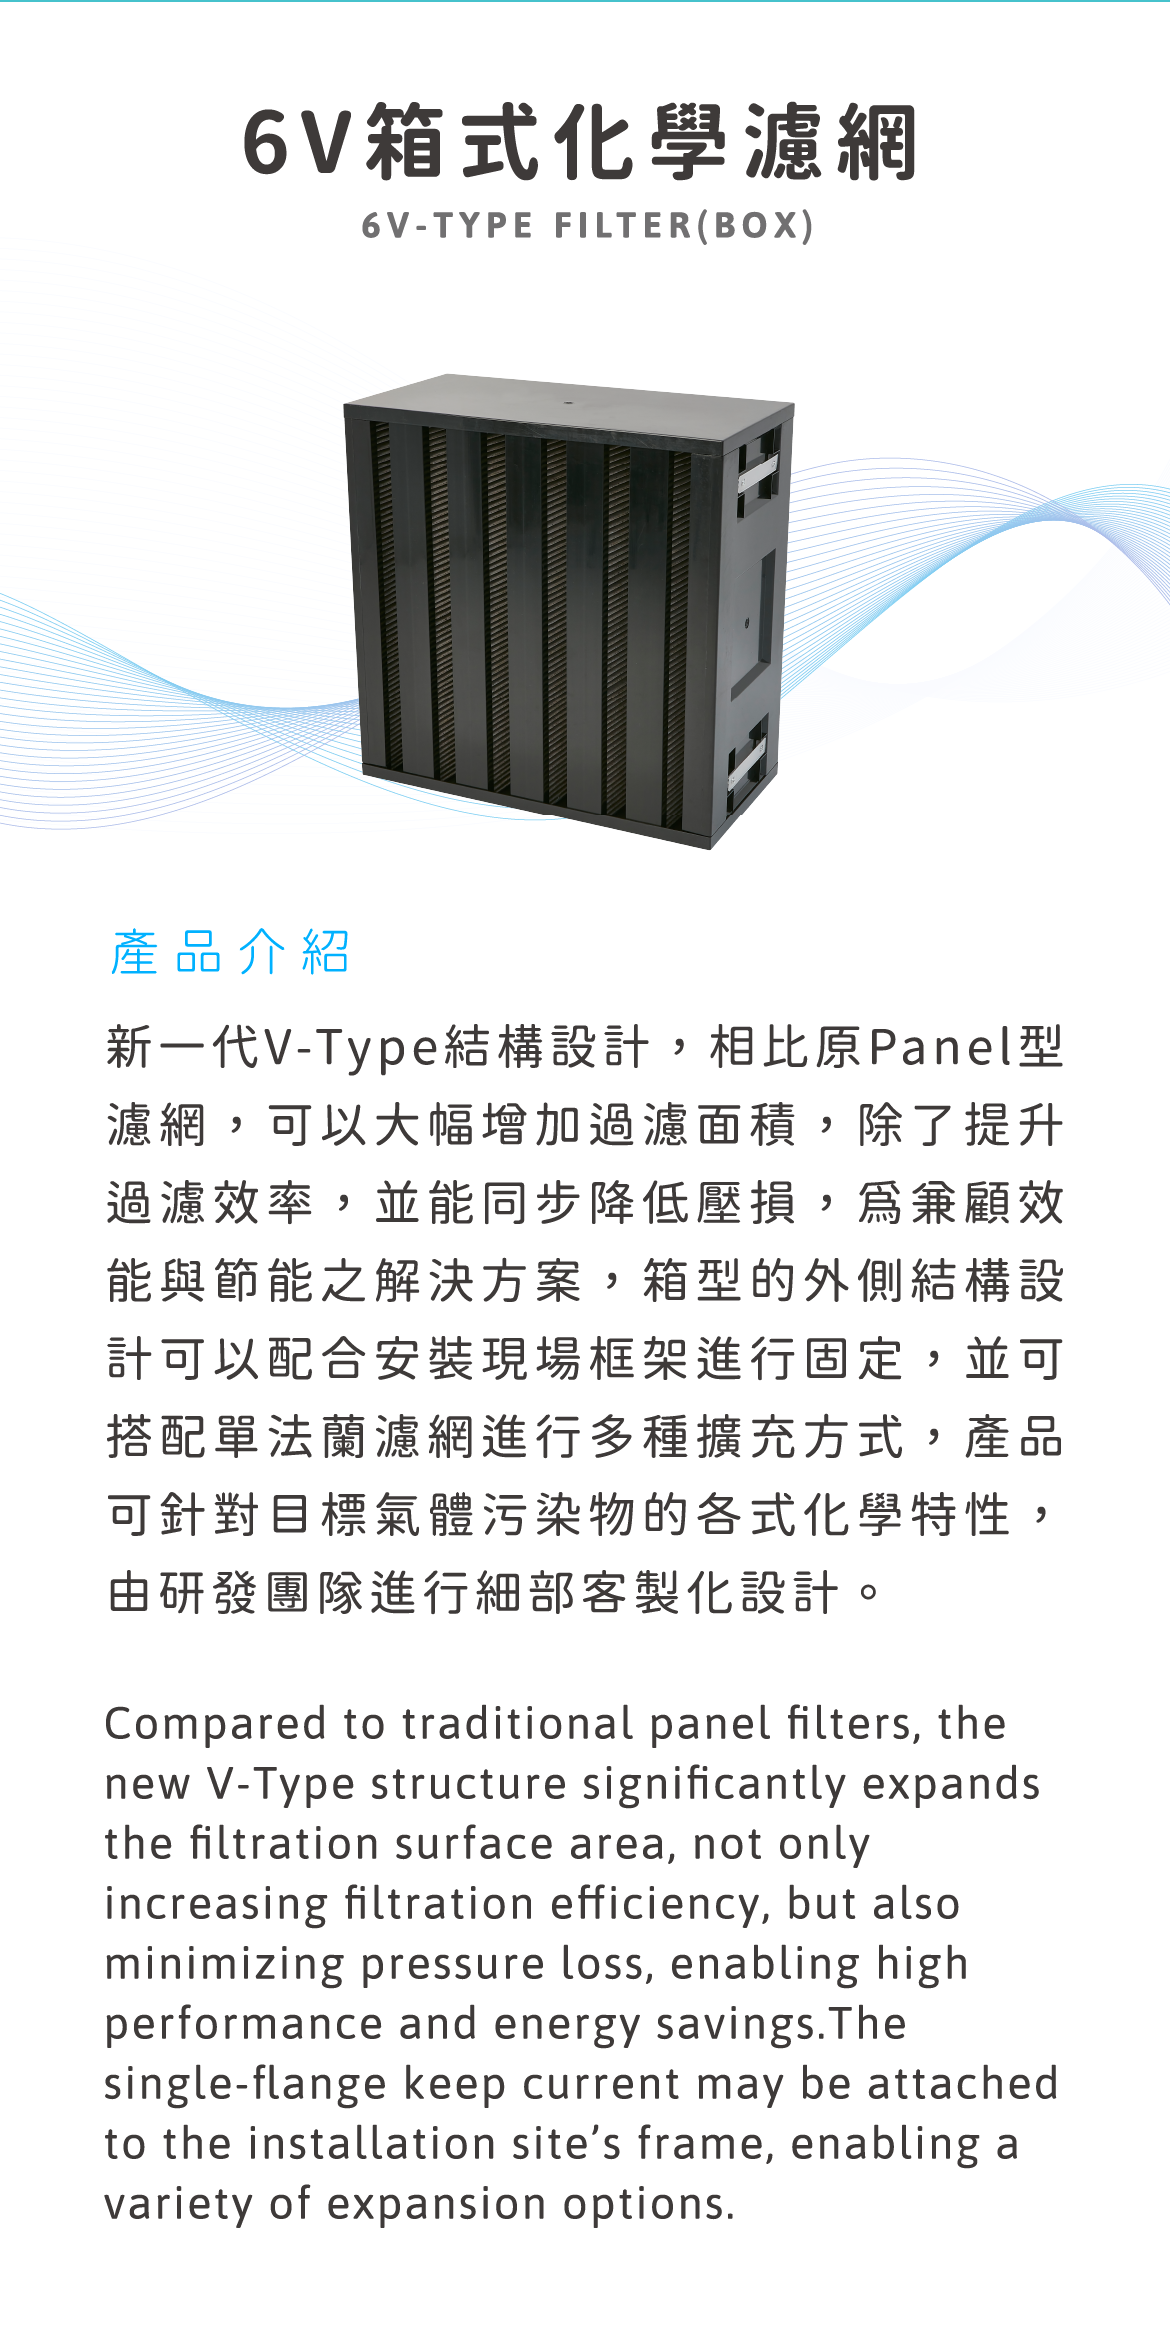 6V箱式化學濾網
6V-TYPE FILTER(BOX)
產品介紹
新一代V-Type結構設計，相比原Panel型
濾網，可以大幅增加過濾面積，除了提升
過濾效率，並能同步降低壓損，為兼顧效
能與節能之解決方案，箱型的外側結構設
計可以配合安裝現場框架進行固定，並可
搭配單法蘭濾網進行多種擴充方式，產品
可針對目標氣體污染物的各式化學特性，
由研發團隊進行細部客製化設計。
Compared to traditional panel filters, the
new V-Type structure significantly expands
the filtration surface area, not only
increasing filtration efficiency, but also
minimizing pressure loss, enabling high
performance and energy savings.The
single-flange keep current may be attached
to the installation site’s frame, enabling a
variety of expansion options.